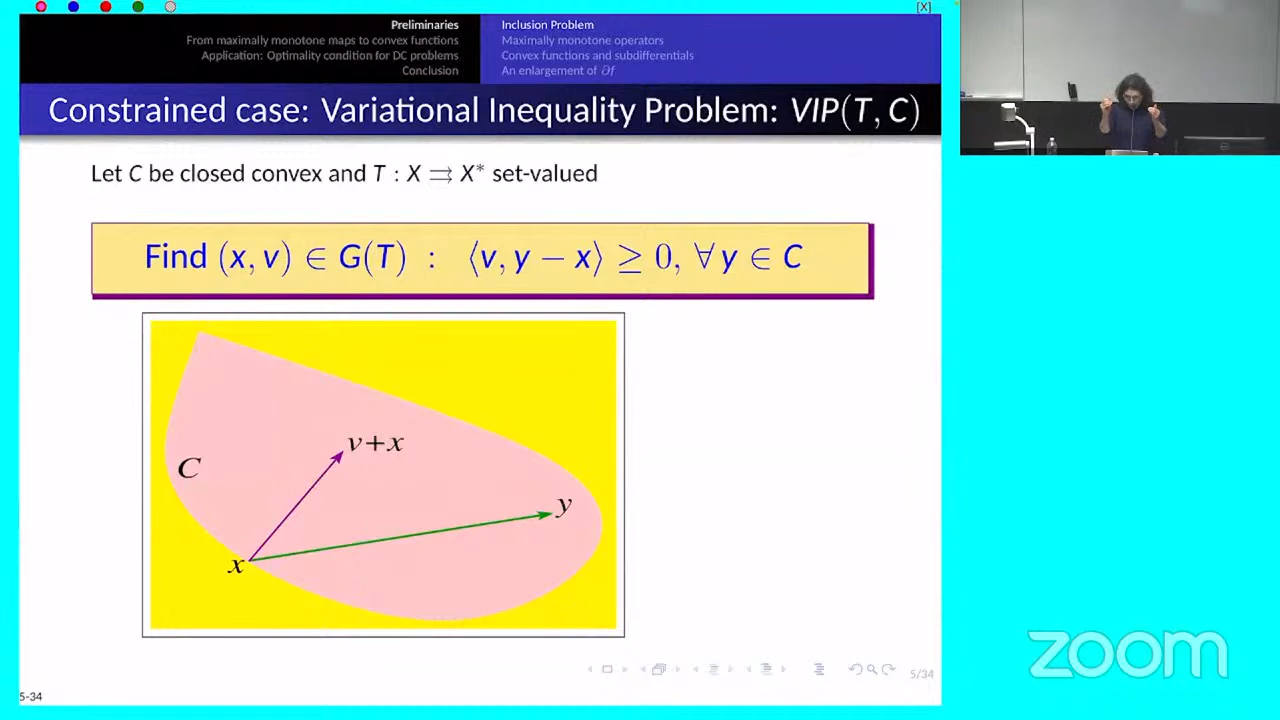 [X]
Preliminaries
From maximally monotone maps to convex functions
Application: Optimality condition for DC problems
Conclusion
Inclusion Problem
Maximally monotone operators
Convex functions and subdifferentials
An enlargement of ∂f
Constrained case: Variational Inequality Problem: VIP(T, C)
Let C be closed convex and T : X ⇉ X* set-valued
Find (x, v) ∈ G(T) : ⟨v, y − x⟩ ≥ 0, ∀ y ∈ C
v+x
C
y
x
5/34
5-34
zoom